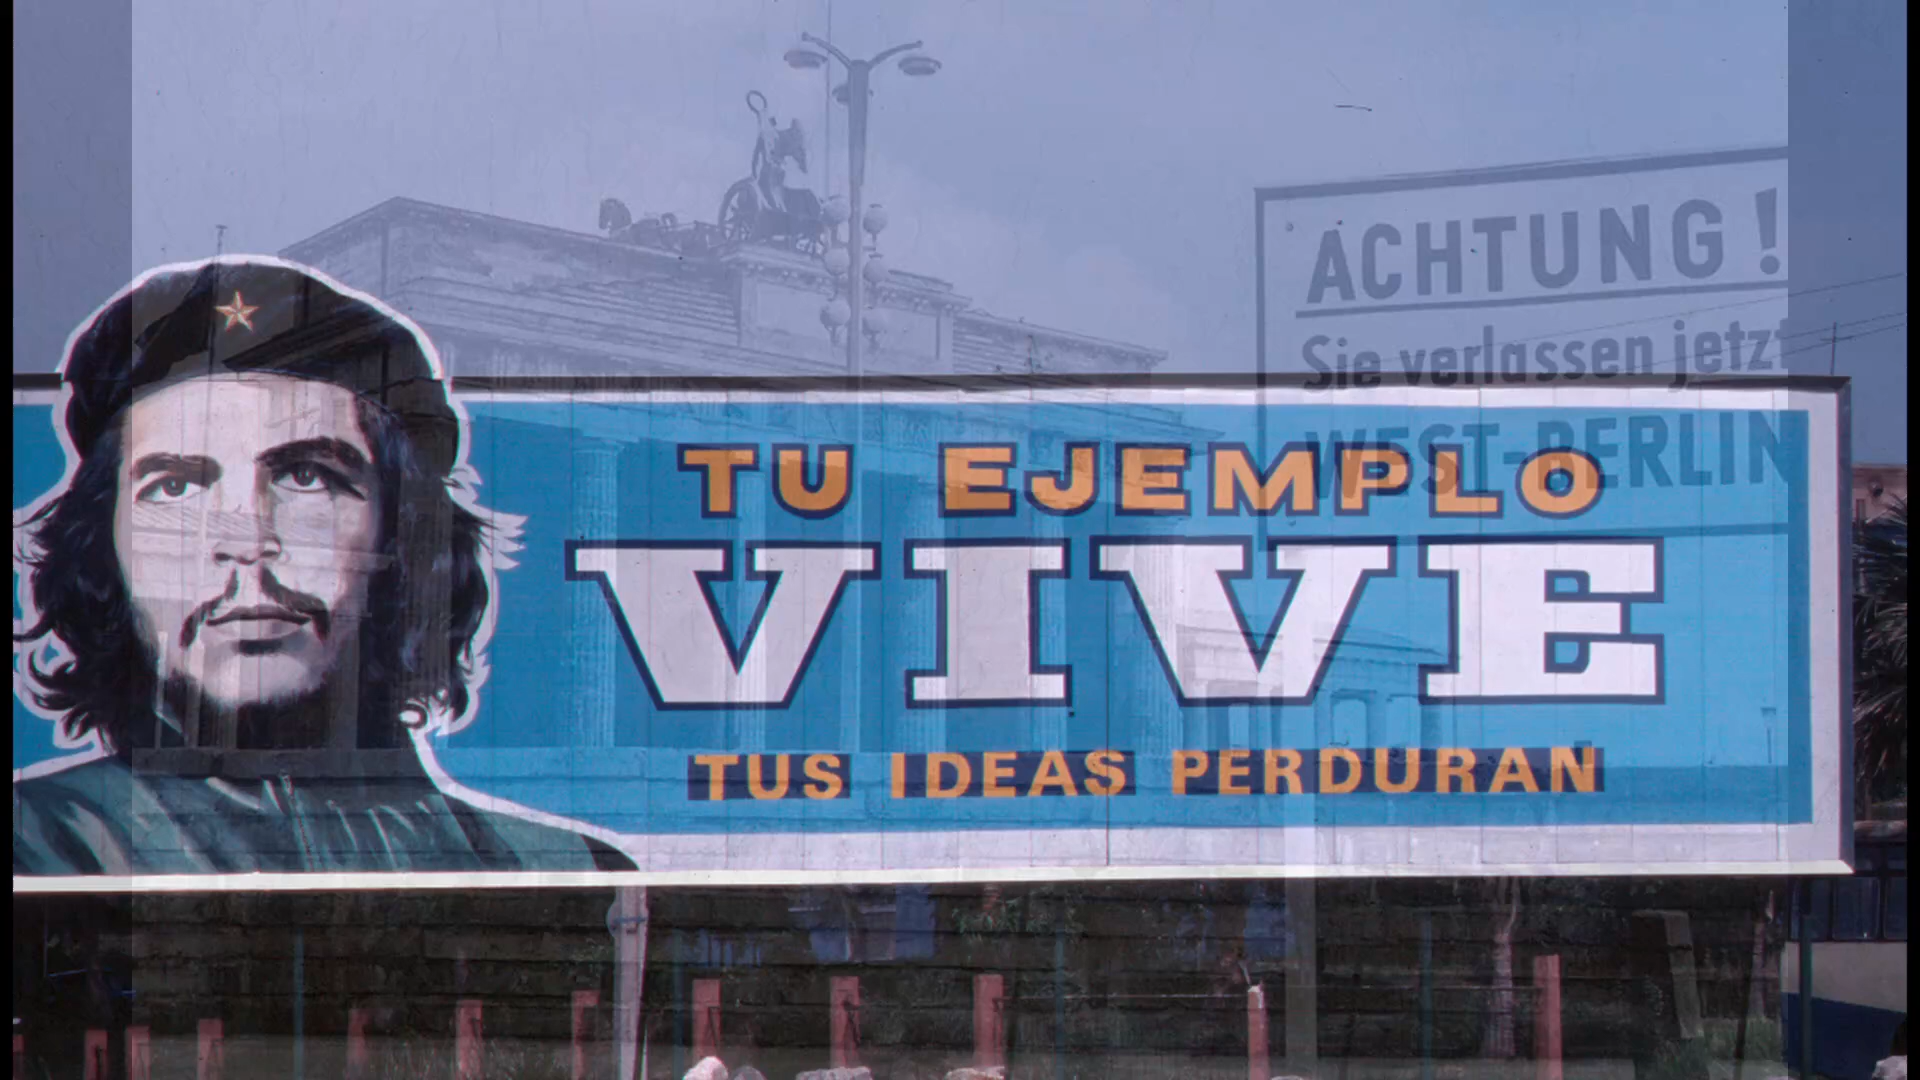 ACHTUNG!
Sie verlassen jetzt
WEST-BERLIN
TU EJEMPLO
VIVE
TUS IDEAS PERDURAN